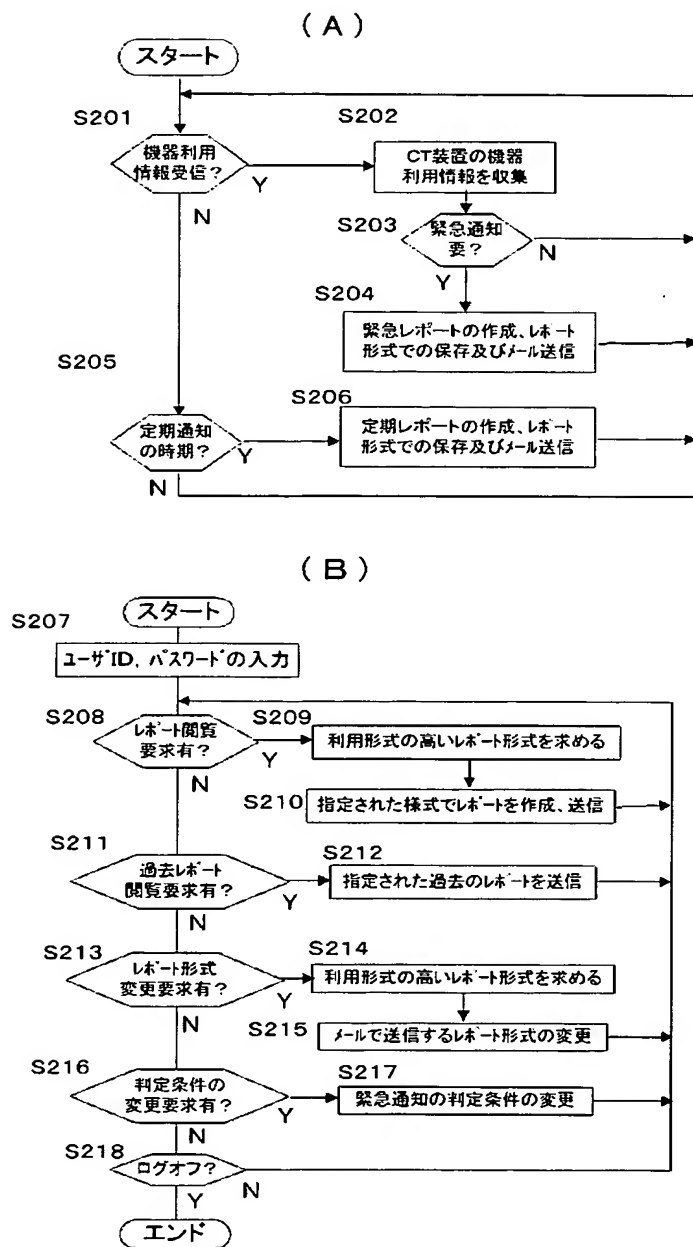 (A)
スタート
S201
機器利用
情報受信?
Y
N
S202
CT装置の機器
利用情報を収集
S203
緊急通知
要?
N
Y
S204
緊急レポートの作成、レポート
形式での保存及びメール送信
S205
定期通知
の時期?
Y
N
S206
定期レポートの作成、レポート
形式での保存及びメール送信
(B)
スタート
S207
ユーザID, パスワードの入力
S208
レポート閲覧
要求有?
Y
N
S209
利用形式の高いレポート形式を求める
S210
指定された様式でレポートを作成、送信
S211
過去レポート
閲覧要求有?
Y
N
S212
指定された過去のレポートを送信
S213
レポート形式
変更要求有?
Y
N
S214
利用形式の高いレポート形式を求める
S215
メールで送信するレポート形式の変更
S216
判定条件の
変更要求有?
Y
N
S217
緊急通知の判定条件の変更
S218
ログオフ?
N
Y
エンド